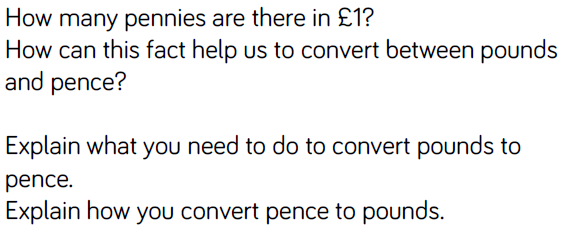 How many pennies are there in £1?
How can this fact help us to convert between pounds
and pence?
Explain what you need to do to convert pounds to
pence.
Explain how you convert pence to pounds.